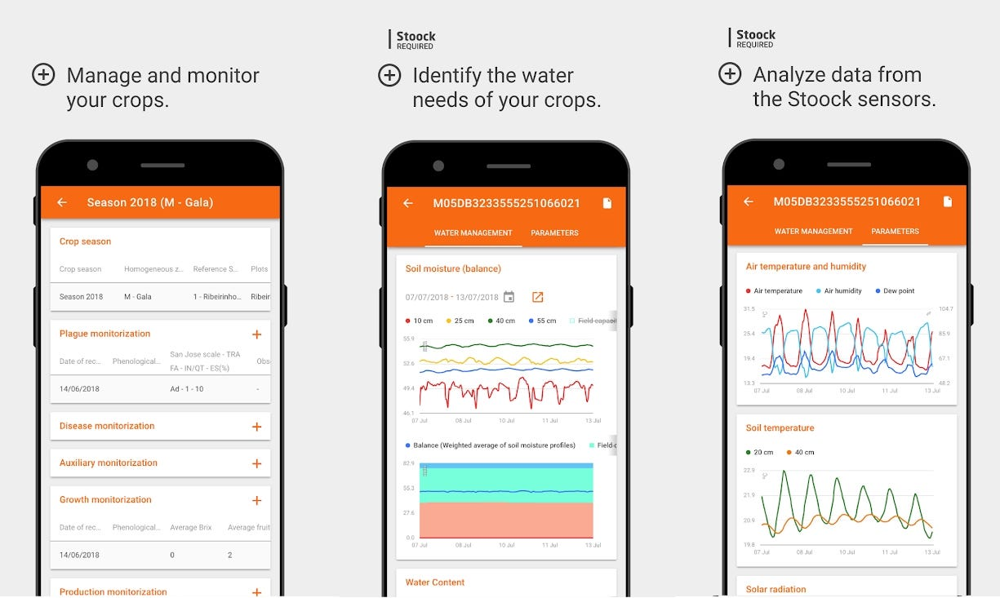 Manage and monitor
your crops.
Season 2018 (M - Gala)
Crop season
Crop season Homogeneous z... Reference S... Plots
Season 2018 M - Gala 1 - Ribeirinho... Ribeir
Plague monitorization
Date of rec... Phenological... San Jose scale - TRA Obs
FA - IN/QT - ES(%)
14/06/2018 Ad - 1 - 10 -
Disease monitorization
Auxiliary monitorization
Growth monitorization
Date of rec... Phenological... Average Brix Average fruit
14/06/2018 0 2
Production monitorization
Stoock
REQUIRED
Identify the water
needs of your crops.
M05DB3233555251066021
WATER MANAGEMENT PARAMETERS
Soil moisture (balance)
07/07/2018 - 13/07/2018
10 cm 25 cm 40 cm 55 cm Field capacit
55.9
52.6
49.4
46.1
07 Jul 08 Jul 10 Jul 11 Jul 13 Jul
Balance (Weighted average of soil moisture profiles) Field c
82.9
55.3
27.6
0.0
07 Jul 08 Jul 10 Jul 11 Jul 13 Jul
Water Content
Stoock
REQUIRED
Analyze data from
the Stoock sensors.
M05DB3233555251066021
WATER MANAGEMENT PARAMETERS
Air temperature and humidity
Air temperature Air humidity Dew point
31.5 °C % 104.7
25.4 85.9
19.4 67.1
13.3 48.2
07 Jul 08 Jul 10 Jul 11 Jul 13 Jul
Soil temperature
20 cm 40 cm
22.9 °C
21.9
20.9
19.8
07 Jul 08 Jul 10 Jul 11 Jul 13 Jul
Solar radiation